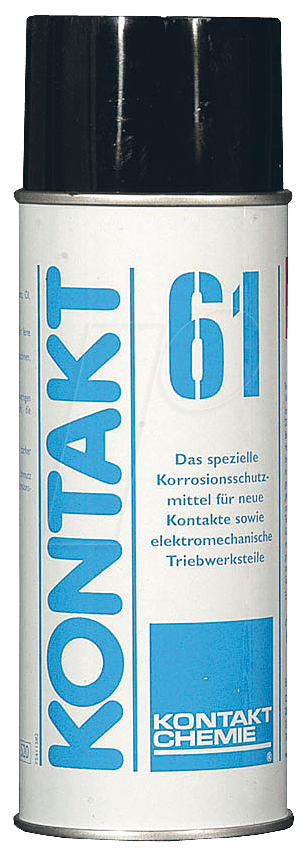 KONTAKT
61
Das spezielle
Korrosionsschutz-
mittel für neue
Kontakte sowie
elektromechanische
Triebwerksteile
KONTAKT
CHEMIE
®